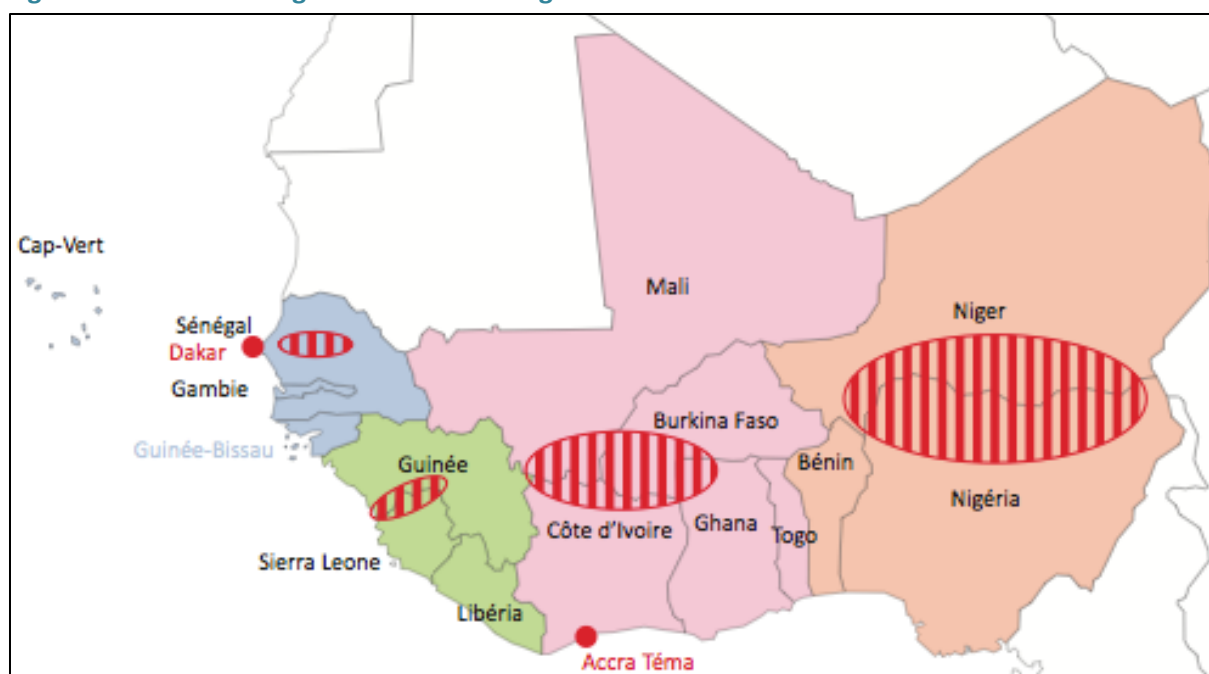 Cap-Vert
Mali
Niger
Sénégal
Dakar
Gambie
Burkina Faso
Guinée-Bissau
Guinée
Bénin
Nigéria
Côte d'Ivoire
Ghana
Togo
Sierra Leone
Libéria
Accra Téma